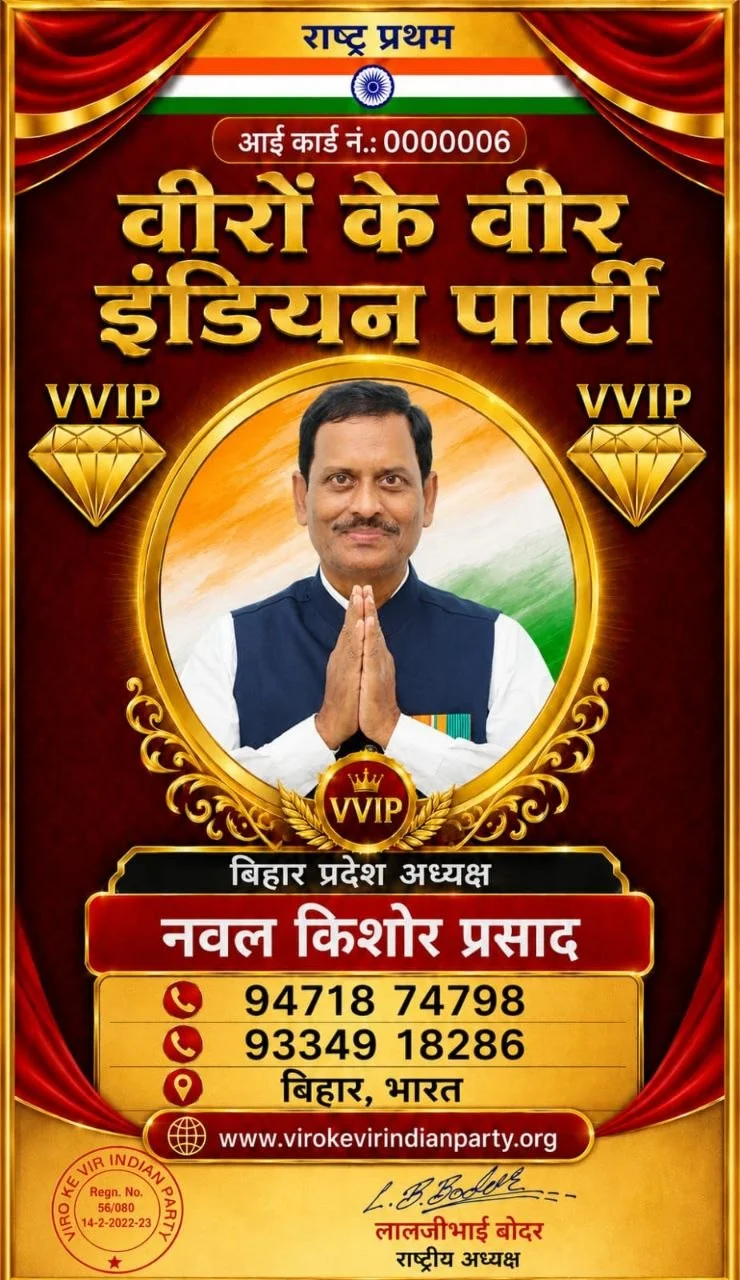 राष्ट्र प्रथम
आई कार्ड नं.: 0000006
वीरों के वीर
इंडियन पार्टी
VVIP
VVIP
VVIP
बिहार प्रदेश अध्यक्ष
नवल किशोर प्रसाद
94718 74798
93349 18286
बिहार, भारत
www.virokevirindianparty.org
VIRO KE VIR INDIAN PARTY
Regn. No.
56/080
14-2-2022-23
L.B.Boder
लालजीभाई बोदर
राष्ट्रीय अध्यक्ष